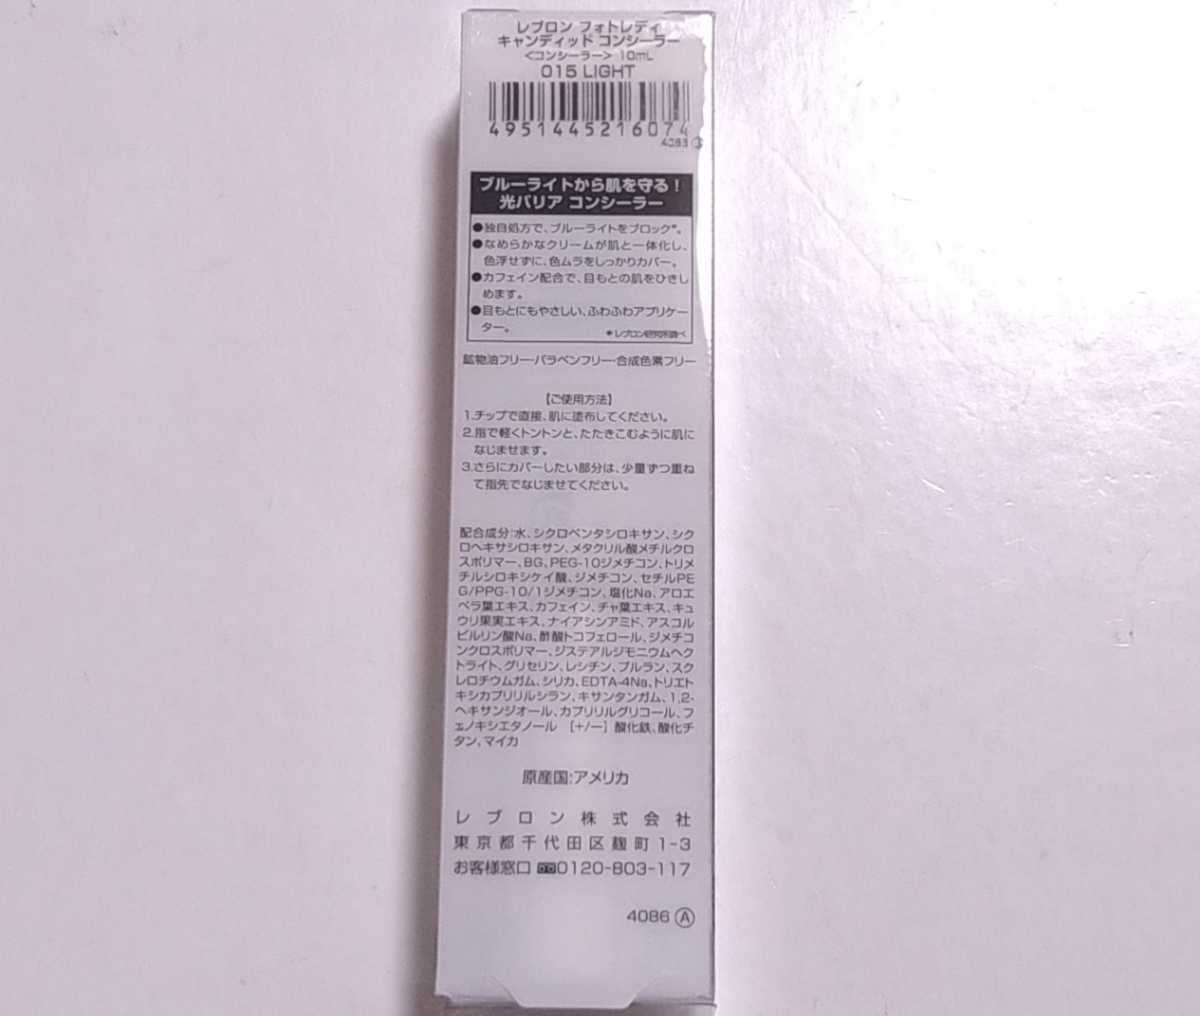 レブロン フォトレディ
キャンディッド コンシーラー
<コンシーラー> 10mL
015 LIGHT
4951445216074
4083
ブルーライトから肌を守る!
光バリア コンシーラー
●独自処方で、ブルーライトをブロック*。
●なめらかなクリームが肌と一体化し、
色浮せずに、色ムラをしっかりカバー。
●カフェイン配合で、目もとの肌をひきし
めます。
●目もとにもやさしい、ふわふわアプリケー
ター。
*レブロン研究所調べ
鉱物油フリー・パラベンフリー・合成色素フリー
【ご使用方法】
1.チップで直接、肌に塗布してください。
2.指で軽くトントンと、たたきこむように肌に
なじませます。
3.さらにカバーしたい部分は、少量ずつ重ね
て指先でなじませてください。
配合成分:水、シクロペンタシロキサン、シク
ロヘキサシロキサン、メタクリル酸メチルクロ
スポリマー、BG、PEG-10ジメチコン、トリメ
チルシロキシケイ酸、ジメチコン、セチルPE
G/PPG-10/1ジメチコン、塩化Na、アロエ
ベラ葉エキス、カフェイン、チャ葉エキス、キュ
ウリ果実エキス、ナイアシンアミド、アスコル
ビルリン酸Na、酢酸トコフェロール、ジメチコ
ンクロスポリマー、ジステアルジモニウムヘク
トライト、グリセリン、レシチン、プルラン、スク
レロチウムガム、シリカ、EDTA-4Na、トリエト
キシカプリリルシラン、キサンタンガム、1,2-
ヘキサンジオール、カプリリルグリコール、フ
ェノキシエタノール [+/-] 酸化鉄、酸化チ
タン、マイカ
原産国:アメリカ
レブロン株式会社
東京都千代田区麹町1-3
お客様窓口 0120-803-117
4086 Ⓐ